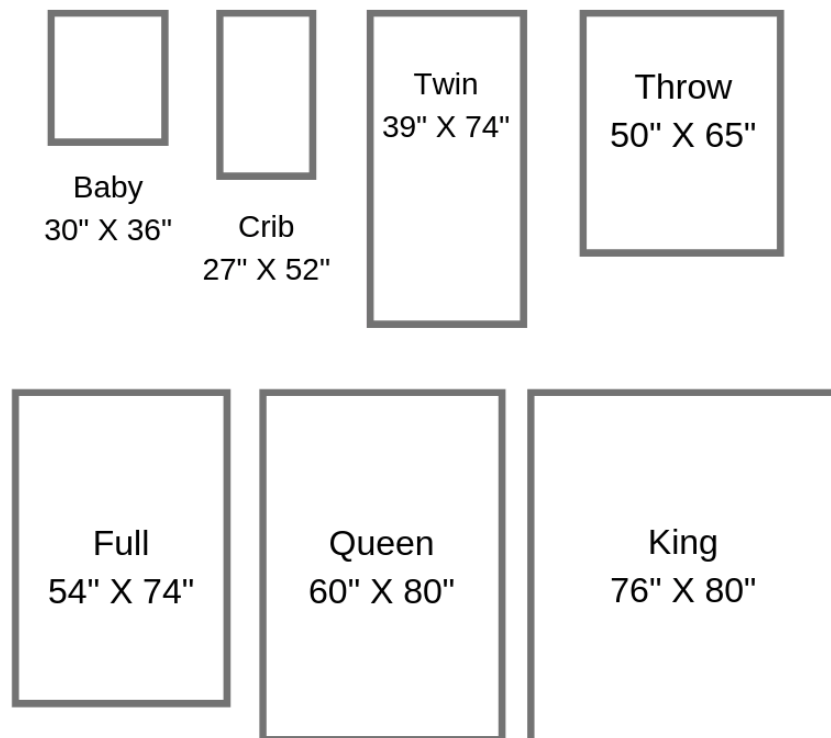 Baby
30" X 36"
Crib
27" X 52"
Twin
39" X 74"
Throw
50" X 65"
Full
54" X 74"
Queen
60" X 80"
King
76" X 80"